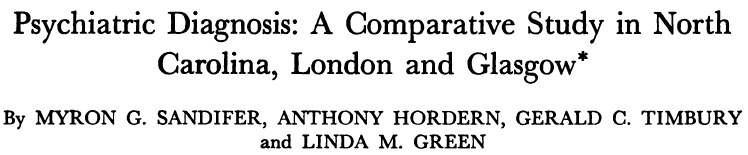 Psychiatric Diagnosis: A Comparative Study in North
Carolina, London and Glasgow*
By MYRON G. SANDIFER, ANTHONY HORDERN, GERALD C. TIMBURY
and LINDA M. GREEN